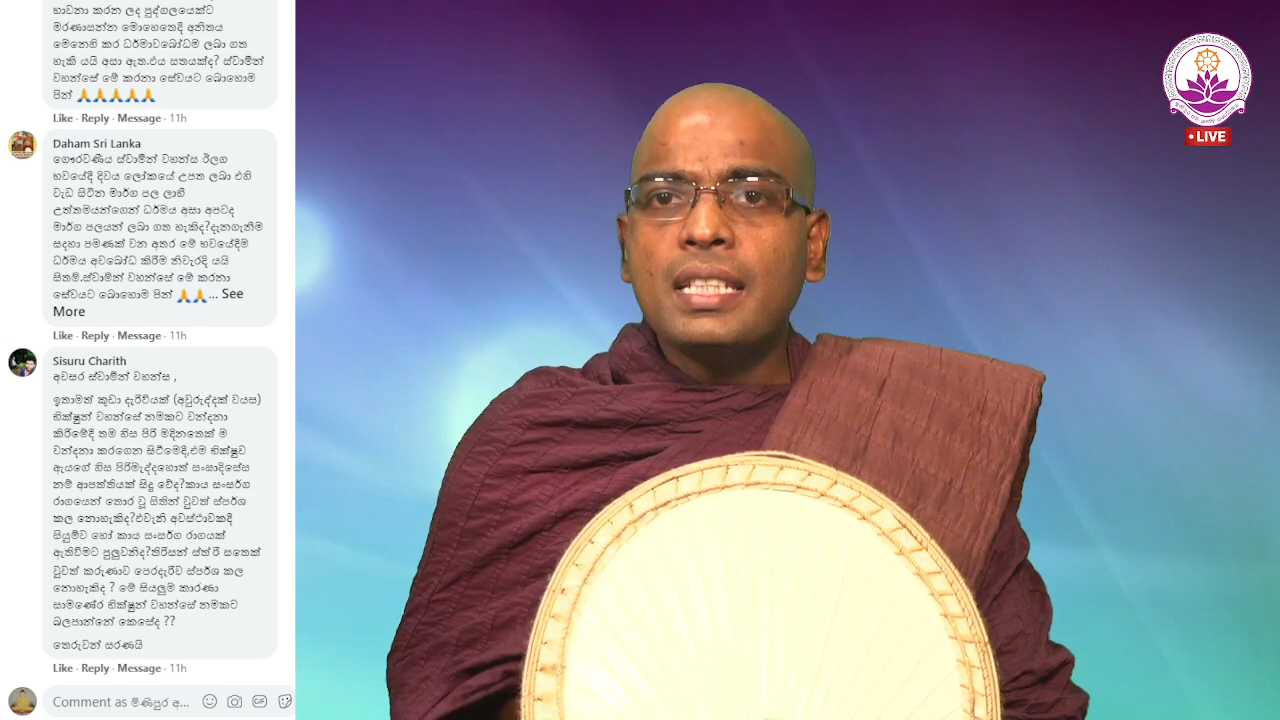 භාවනා කරන ලද පුද්ගලයෙක්ට
මරණාසන්න මොහෙතෙදී අනිත්‍ය
මෙනෙහි කර ධර්මාවබෝධම ලබා ගත
හැකි යයි අසා ඇත.එය සත්‍යක්ද? ස්වාමීන්
වහන්සේ මේ කරනා සේවයට බොහොම
පින් 🙏🙏🙏🙏🙏
Like · Reply · Message · 11h
Daham Sri Lanka
ගෞරවණීය ස්වාමීන් වහන්ස ඊලග
භවයේදී දිව්‍ය ලෝකයේ උපත ලබා එහි
වැඩ සිටින මාර්ග පල ලාභී
උත්තමයන්ගෙන් ධර්මය අසා අපටද
මාර්ග පලයන් ලබා ගත හැකිද?දැනගැනීම
සදහා පමණක් වන අතර මේ භවයේදීම
ධර්මය අවබෝධ කිරීම නිවැරදි යයි
සිතමි.ස්වාමීන් වහන්සේ මේ කරනා
සේවයට බොහොම පින් 🙏🙏... See
More
Like · Reply · Message · 11h
Sisuru Charith
අවසර ස්වාමීන් වහන්ස ,
ඉතාමත් කුඩා දැරිවියක් (අවුරුද්දක් වයස)
භික්ෂුන් වහන්සේ නමකට වන්දනා
කිරීමේදී තම හිස පිරි මදිනතෙක් ම
වන්දනා කරගෙන සිටීමෙදී,එම භික්ෂුව
ඇයගේ හිස පිරිමැද්දහොත් සංඝාදිසේස
නම් ආපත්තියක් සිදු වේද?කාය සංසර්ග
රාගයෙන් තොර වූ සිතින් වුවත් ස්පර්ශ
කල නොහැකිද?එවැනි අවස්ථාවකදී
සියුම්ව හෝ කාය සංසර්ග රාගයක්
ඇතිවීමට පුලුවනිද?තිරිසන් ස්ත්‍රී සතෙක්
වුවත් කරුණාව පෙරදැරිව ස්පර්ශ කල
නොහැකිද ? මේ සියලුම කාරණා
සාමණේර භික්ෂුන් වහන්සේ නමකට
බලපාන්නේ කෙසේද ??
තෙරුවන් සරණයි
Like · Reply · Message · 11h
Comment as මිණිපුර අ...
GIF
• LIVE